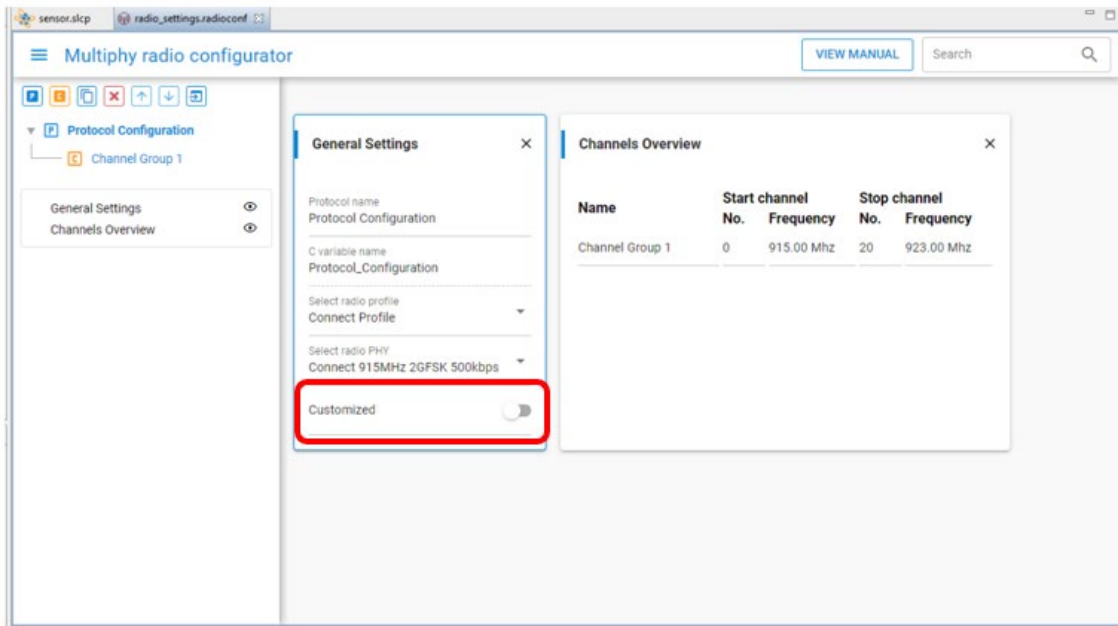 sensor.slcp
radio_settings.radioconf
Multiphy radio configurator
VIEW MANUAL
Search
P
C
P Protocol Configuration
C Channel Group 1
General Settings
Channels Overview
General Settings
Protocol name
Protocol Configuration
C variable name
Protocol_Configuration
Select radio profile
Connect Profile
Select radio PHY
Connect 915MHz 2GFSK 500kbps
Customized
Channels Overview
Start channel Stop channel
Name No. Frequency No. Frequency
Channel Group 1 0 915.00 Mhz 20 923.00 Mhz